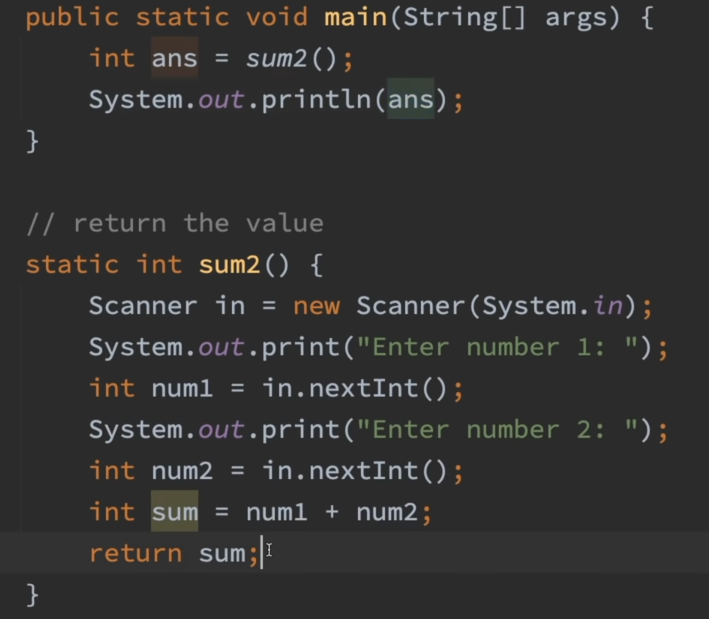 public static void main(String[] args) {
    int ans = sum2();
    System.out.println(ans);
}
// return the value
static int sum2() {
    Scanner in = new Scanner(System.in);
    System.out.print("Enter number 1: ");
    int num1 = in.nextInt();
    System.out.print("Enter number 2: ");
    int num2 = in.nextInt();
    int sum = num1 + num2;
    return sum;
}